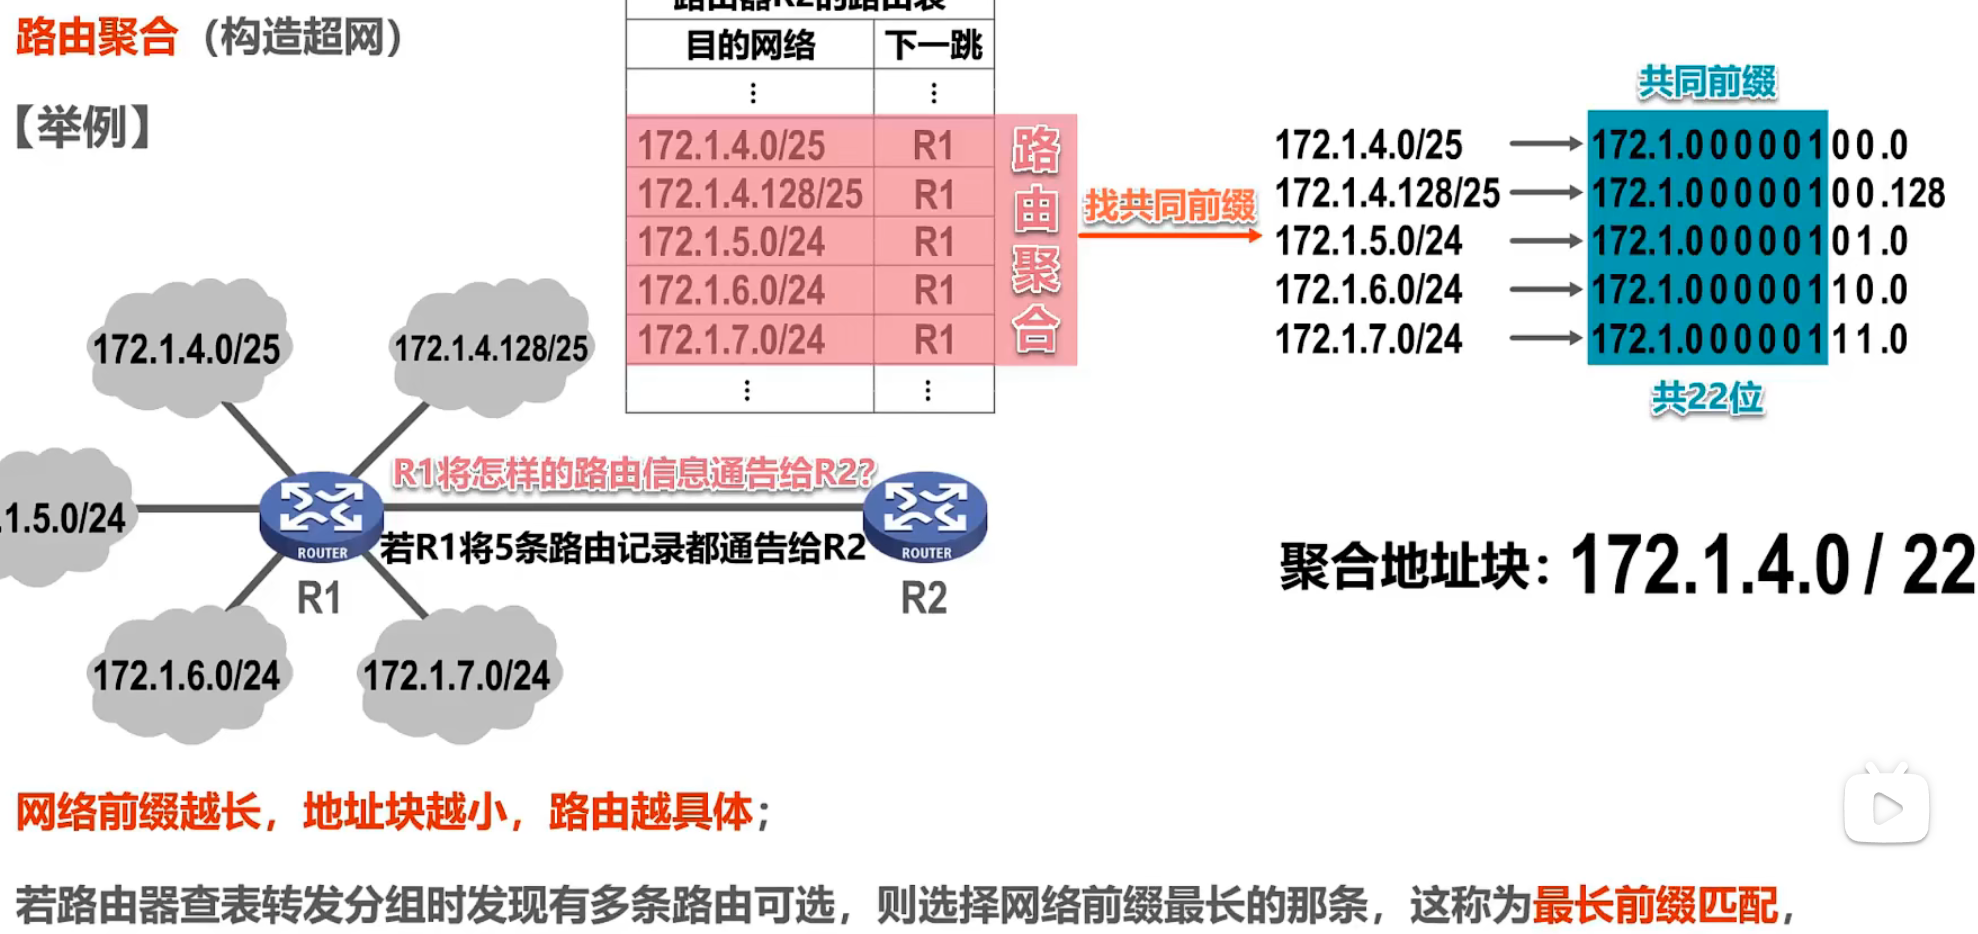 路由聚合（构造超网）
【举例】
路由器R2的路由表
目的网络 下一跳
⋮ ⋮
172.1.4.0/25 R1
172.1.4.128/25 R1
172.1.5.0/24 R1
172.1.6.0/24 R1
172.1.7.0/24 R1
⋮ ⋮
路由聚合
找共同前缀
共同前缀
172.1.4.0/25 172.1.00000100.0
172.1.4.128/25 172.1.00000100.128
172.1.5.0/24 172.1.00000101.0
172.1.6.0/24 172.1.00000110.0
172.1.7.0/24 172.1.00000111.0
共22位
172.1.4.0/25
172.1.4.128/25
.1.5.0/24
172.1.6.0/24
172.1.7.0/24
R1将怎样的路由信息通告给R2?
若R1将5条路由记录都通告给R2
ROUTER
R1
ROUTER
R2
聚合地址块：172.1.4.0 / 22
网络前缀越长，地址块越小，路由越具体；
若路由器查表转发分组时发现有多条路由可选，则选择网络前缀最长的那条，这称为最长前缀匹配，